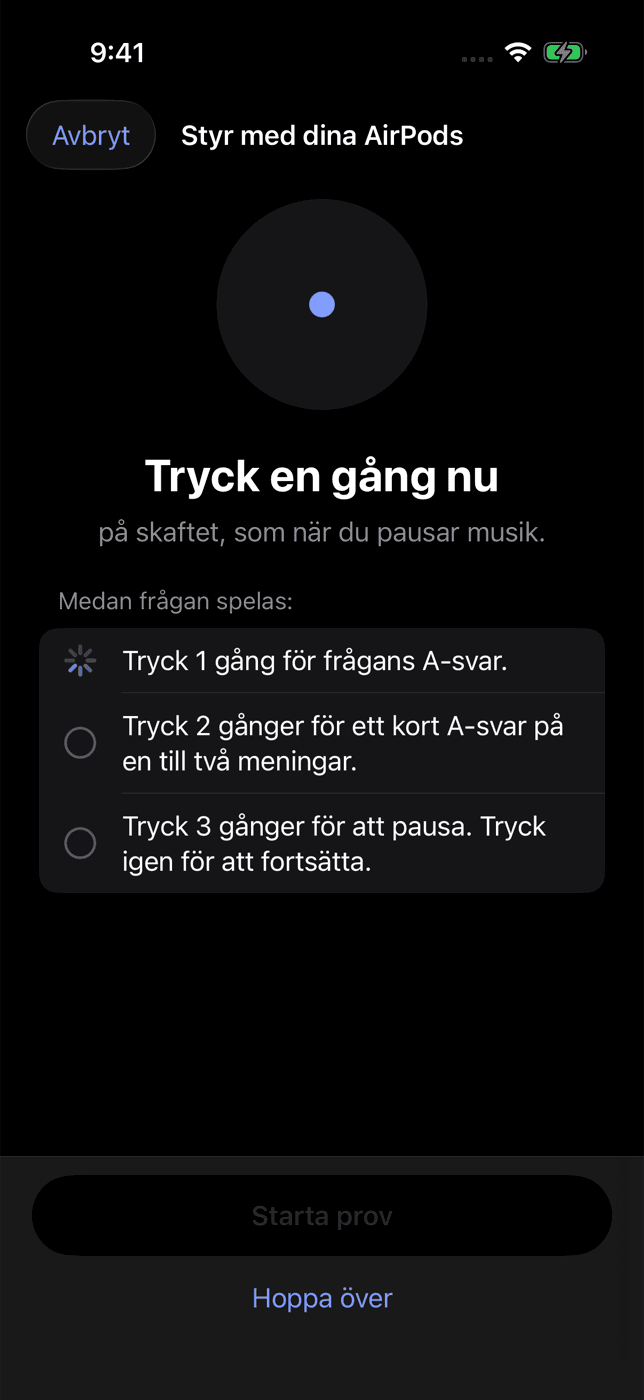 9:41
Avbryt
Styr med dina AirPods
Tryck en gång nu
på skaftet, som när du pausar musik.
Medan frågan spelas:
Tryck 1 gång för frågans A-svar.
Tryck 2 gånger för ett kort A-svar på
en till två meningar.
Tryck 3 gånger för att pausa. Tryck
igen för att fortsätta.
Starta prov
Hoppa över